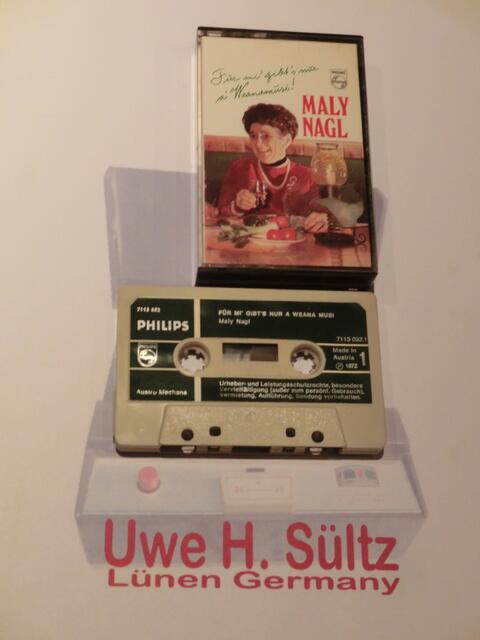 Für mi' gibt's nur
a Weanamusi!
PHILIPS
MALY
NAGL
7113 092
FÜR MI' GIBT'S NUR A WEANA MUSI
Maly Nagl
PHILIPS
7113 092.1
Made in
Austria
1
℗ 1972
Austro Mechana
Urheber- und Leistungsschutzrechte, besondere
Vervielfältigung (außer zum persönl. Gebrauch),
Vermietung, Aufführung, Sendung vorbehalten.
Uwe H. Sültz
Lünen Germany